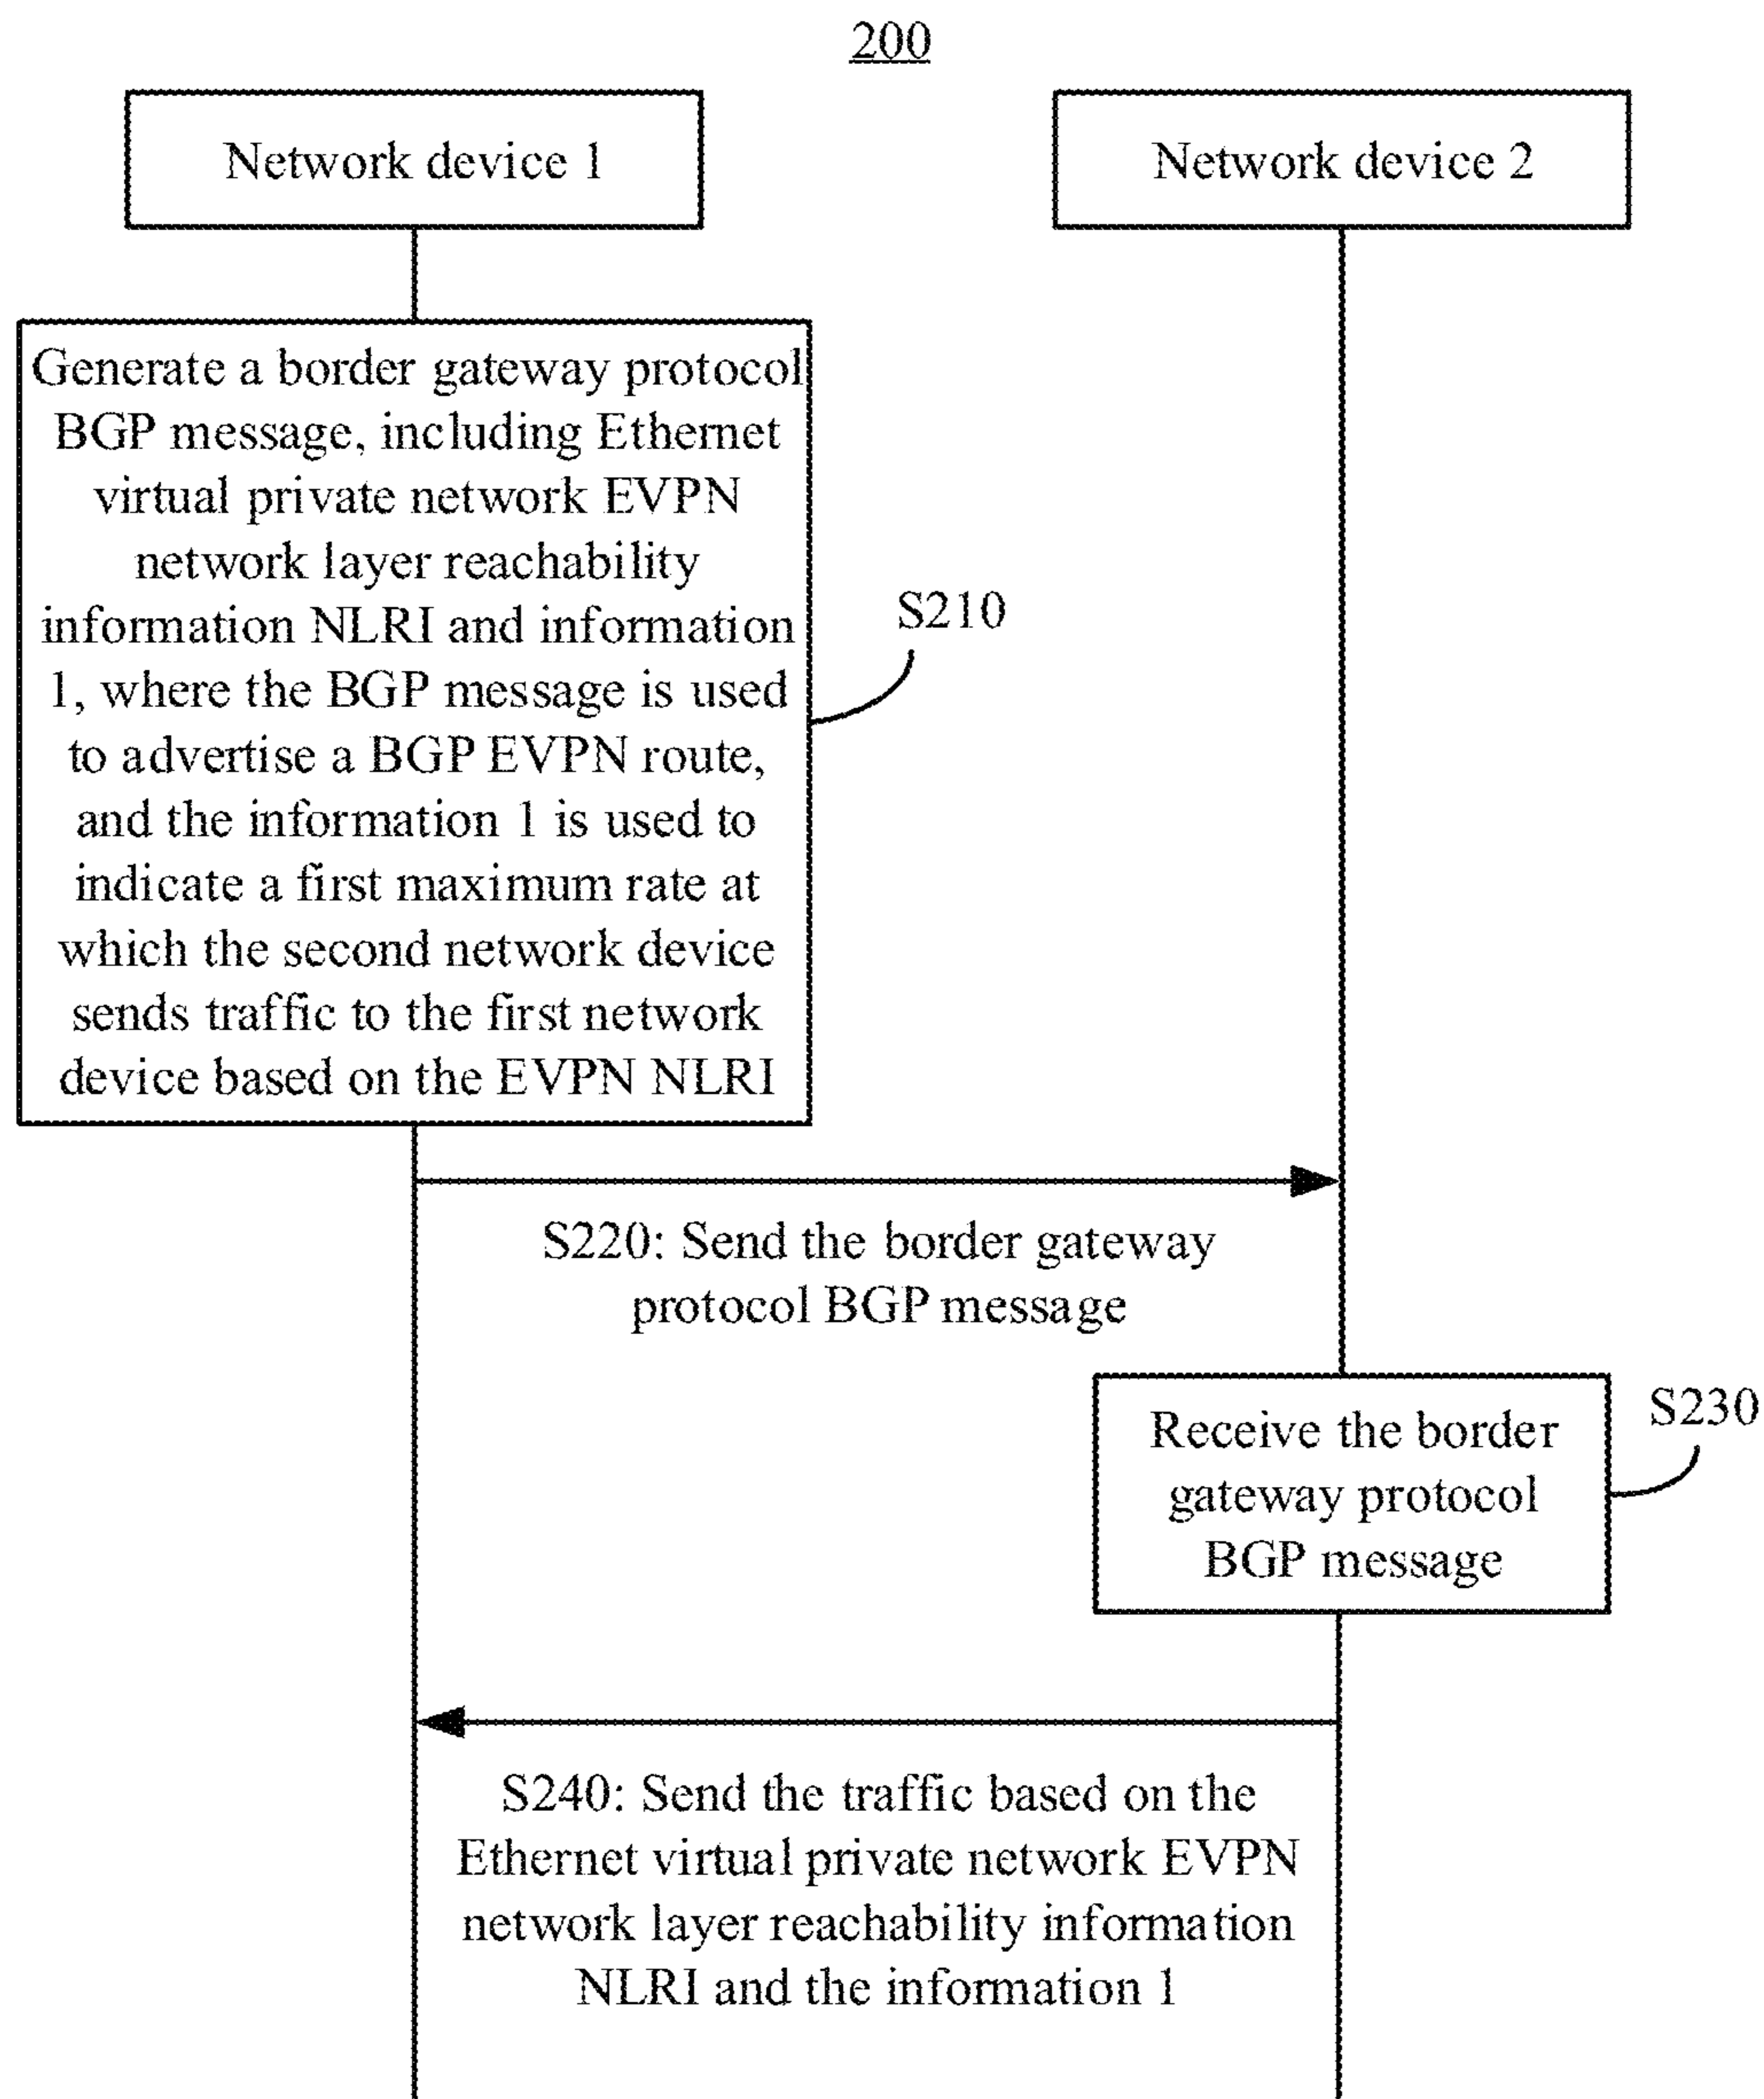 200
Network device 1
Network device 2
Generate a border gateway protocol
BGP message, including Ethernet
virtual private network EVPN
network layer reachability
information NLRI and information
1, where the BGP message is used
to advertise a BGP EVPN route,
and the information 1 is used to
indicate a first maximum rate at
which the second network device
sends traffic to the first network
device based on the EVPN NLRI
S210
S220: Send the border gateway
protocol BGP message
Receive the border
gateway protocol
BGP message
S230
S240: Send the traffic based on the
Ethernet virtual private network EVPN
network layer reachability information
NLRI and the information 1